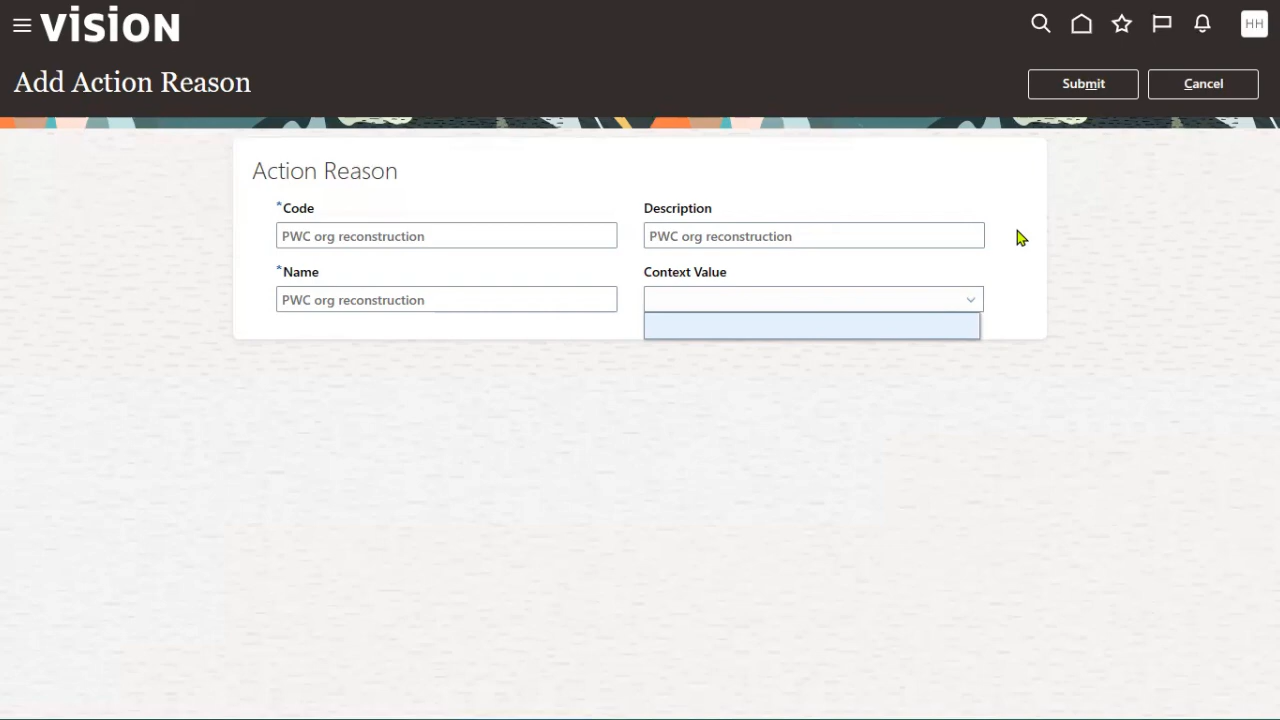 vision
HH
Add Action Reason
Submit
Cancel
Action Reason
*Code
Description
PWC org reconstruction
PWC org reconstruction
*Name
Context Value
PWC org reconstruction